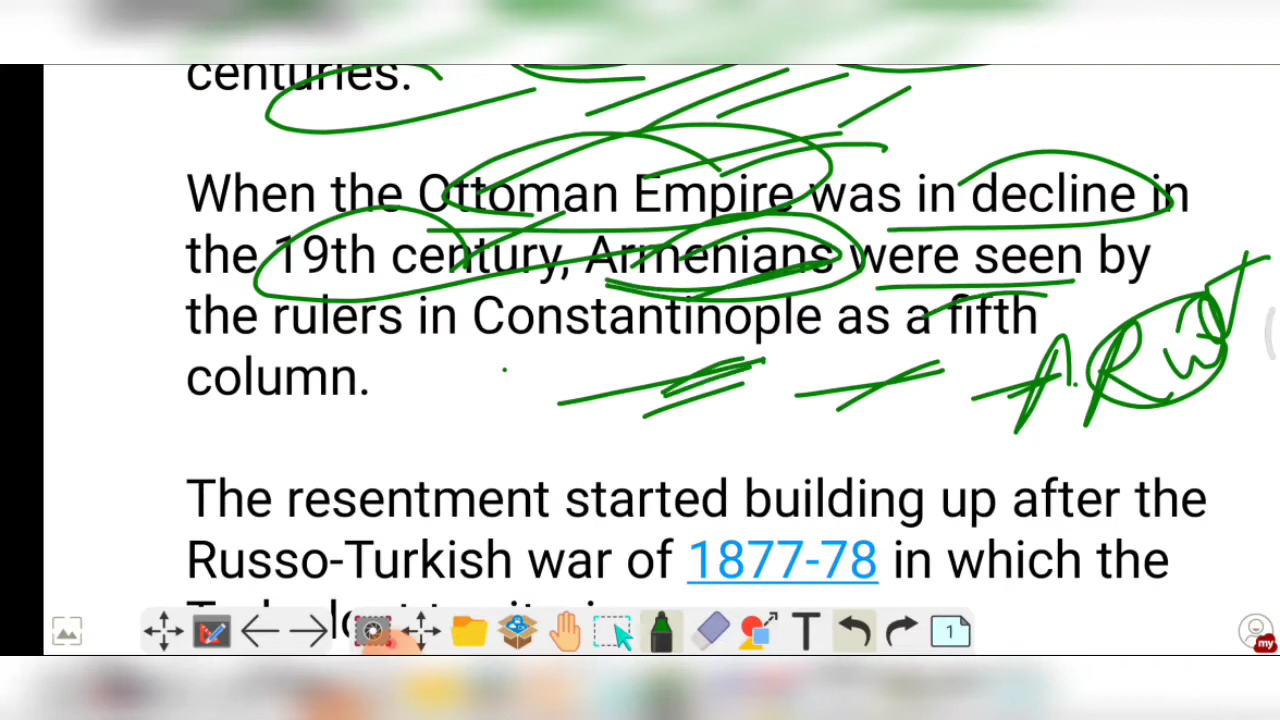 centuries.
When the Ottoman Empire was in decline in
the 19th century, Armenians were seen by
the rulers in Constantinople as a fifth
column.
The resentment started building up after the
Russo-Turkish war of 1877-78 in which the
T
1
my